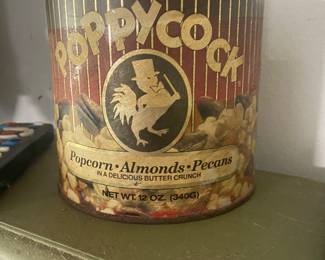 POPPYCOCK
Popcorn • Almonds • Pecans
IN A DELICIOUS BUTTER CRUNCH
NET WT. 12 OZ. (340G)